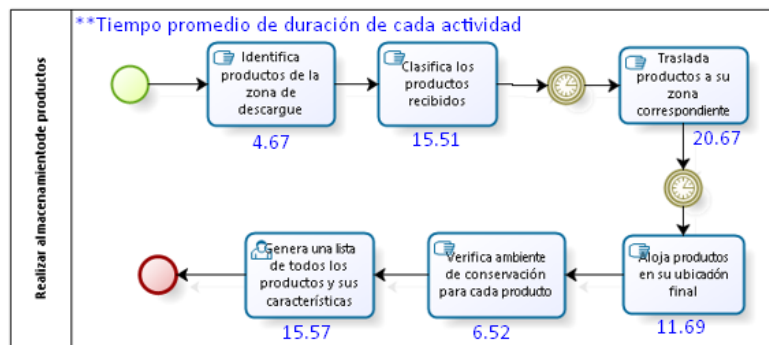 Realizar almacenamientode productos
**Tiempo promedio de duración de cada actividad
Identifica
productos de la
zona de
descargue
4.67
Clasifica los
productos
recibidos
15.51
Traslada
productos a su
zona
correspondiente
20.67
Aloja productos
en su ubicación
final
11.69
Verifica ambiente
de conservación
para cada producto
6.52
Genera una lista
de todos los
productos y sus
características
15.57